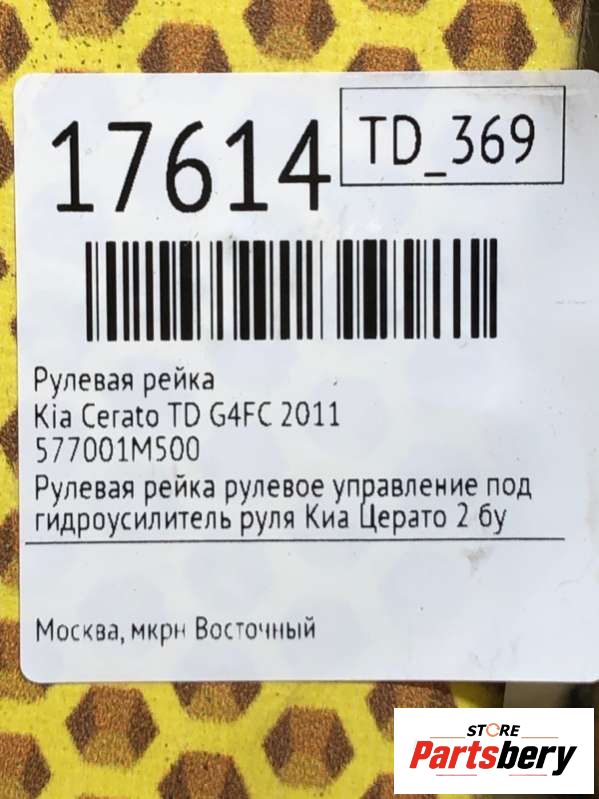 17614
TD_369
Рулевая рейка
Kia Cerato TD G4FC 2011
577001M500
Рулевая рейка рулевое управление под
гидроусилитель руля Киа Церато 2 бу
Москва, мкрн Восточный
STORE
Partsbery